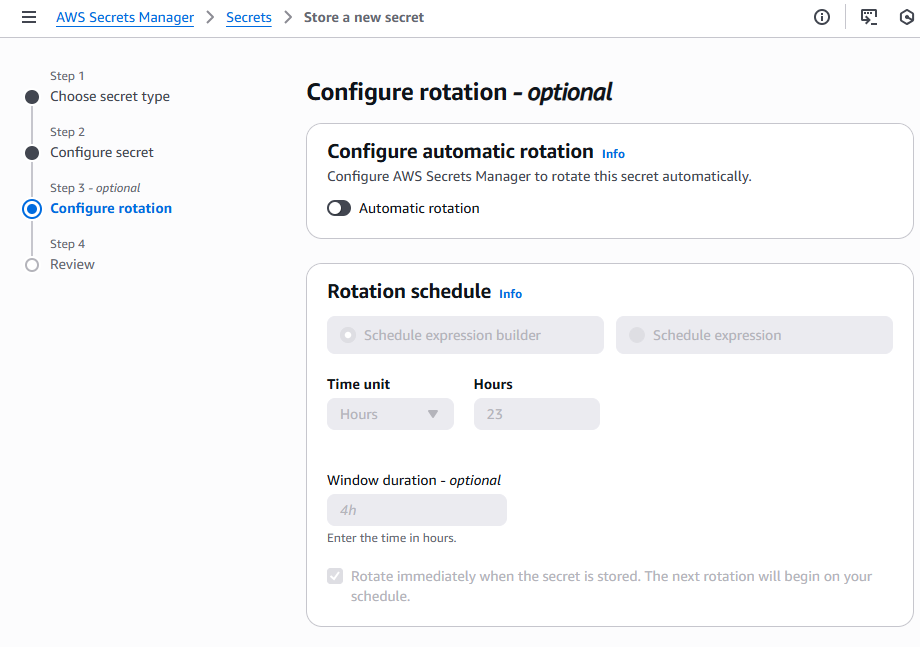 AWS Secrets Manager > Secrets > Store a new secret
Step 1
Choose secret type
Step 2
Configure secret
Step 3 - optional
Configure rotation
Step 4
Review
Configure rotation - optional
Configure automatic rotation Info
Configure AWS Secrets Manager to rotate this secret automatically.
Automatic rotation
Rotation schedule Info
Schedule expression builder
Schedule expression
Time unit
Hours
Hours
23
Window duration - optional
4h
Enter the time in hours.
Rotate immediately when the secret is stored. The next rotation will begin on your
schedule.